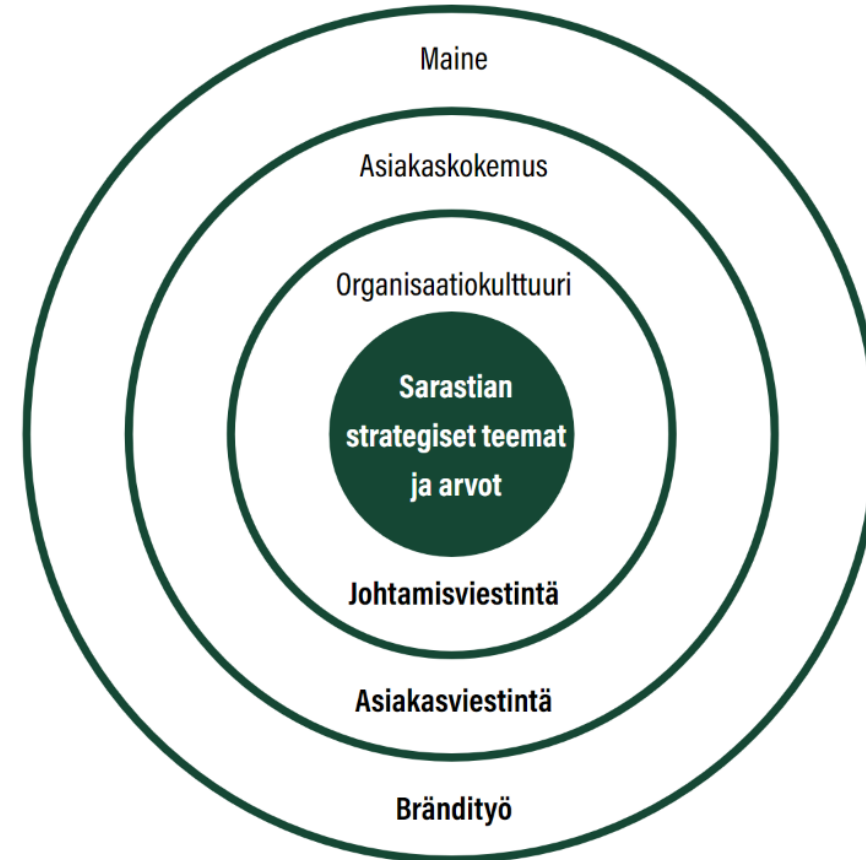 Maine
Asiakaskokemus
Organisaatiokulttuuri
Sarastian
strategiset teemat
ja arvot
Johtamisviestintä
Asiakasviestintä
Brändityö